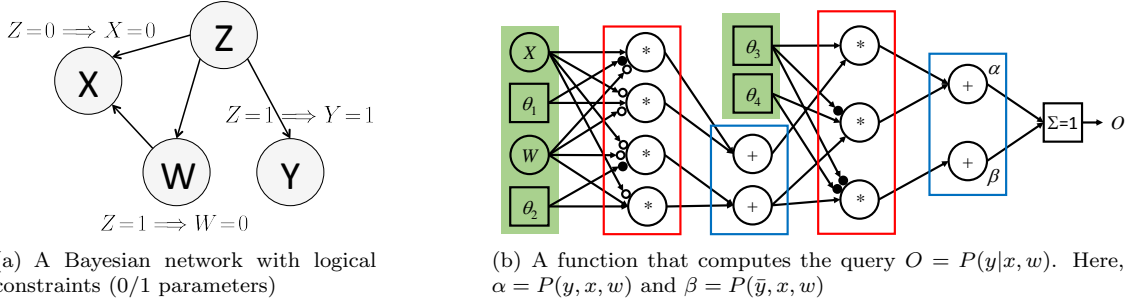 Z=0 ⟹ X=0
Z
X
Z=1 ⟹ Y=1
W
Y
Z=1 ⟹ W=0
(a) A Bayesian network with logical
constraints (0/1 parameters)
X
θ₁
W
θ₂
*
*
*
*
+
+
θ₃
θ₄
*
*
*
+
α
+
β
Σ=1
O
(b) A function that computes the query O = P(y|x, w). Here,
α = P(y, x, w) and β = P(ȳ, x, w)